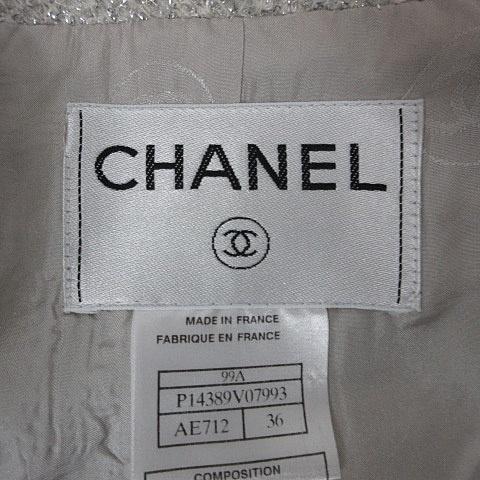 CHANEL
MADE IN FRANCE
FABRIQUE EN FRANCE
99A
P14389V07993
AE712 36
COMPOSITION